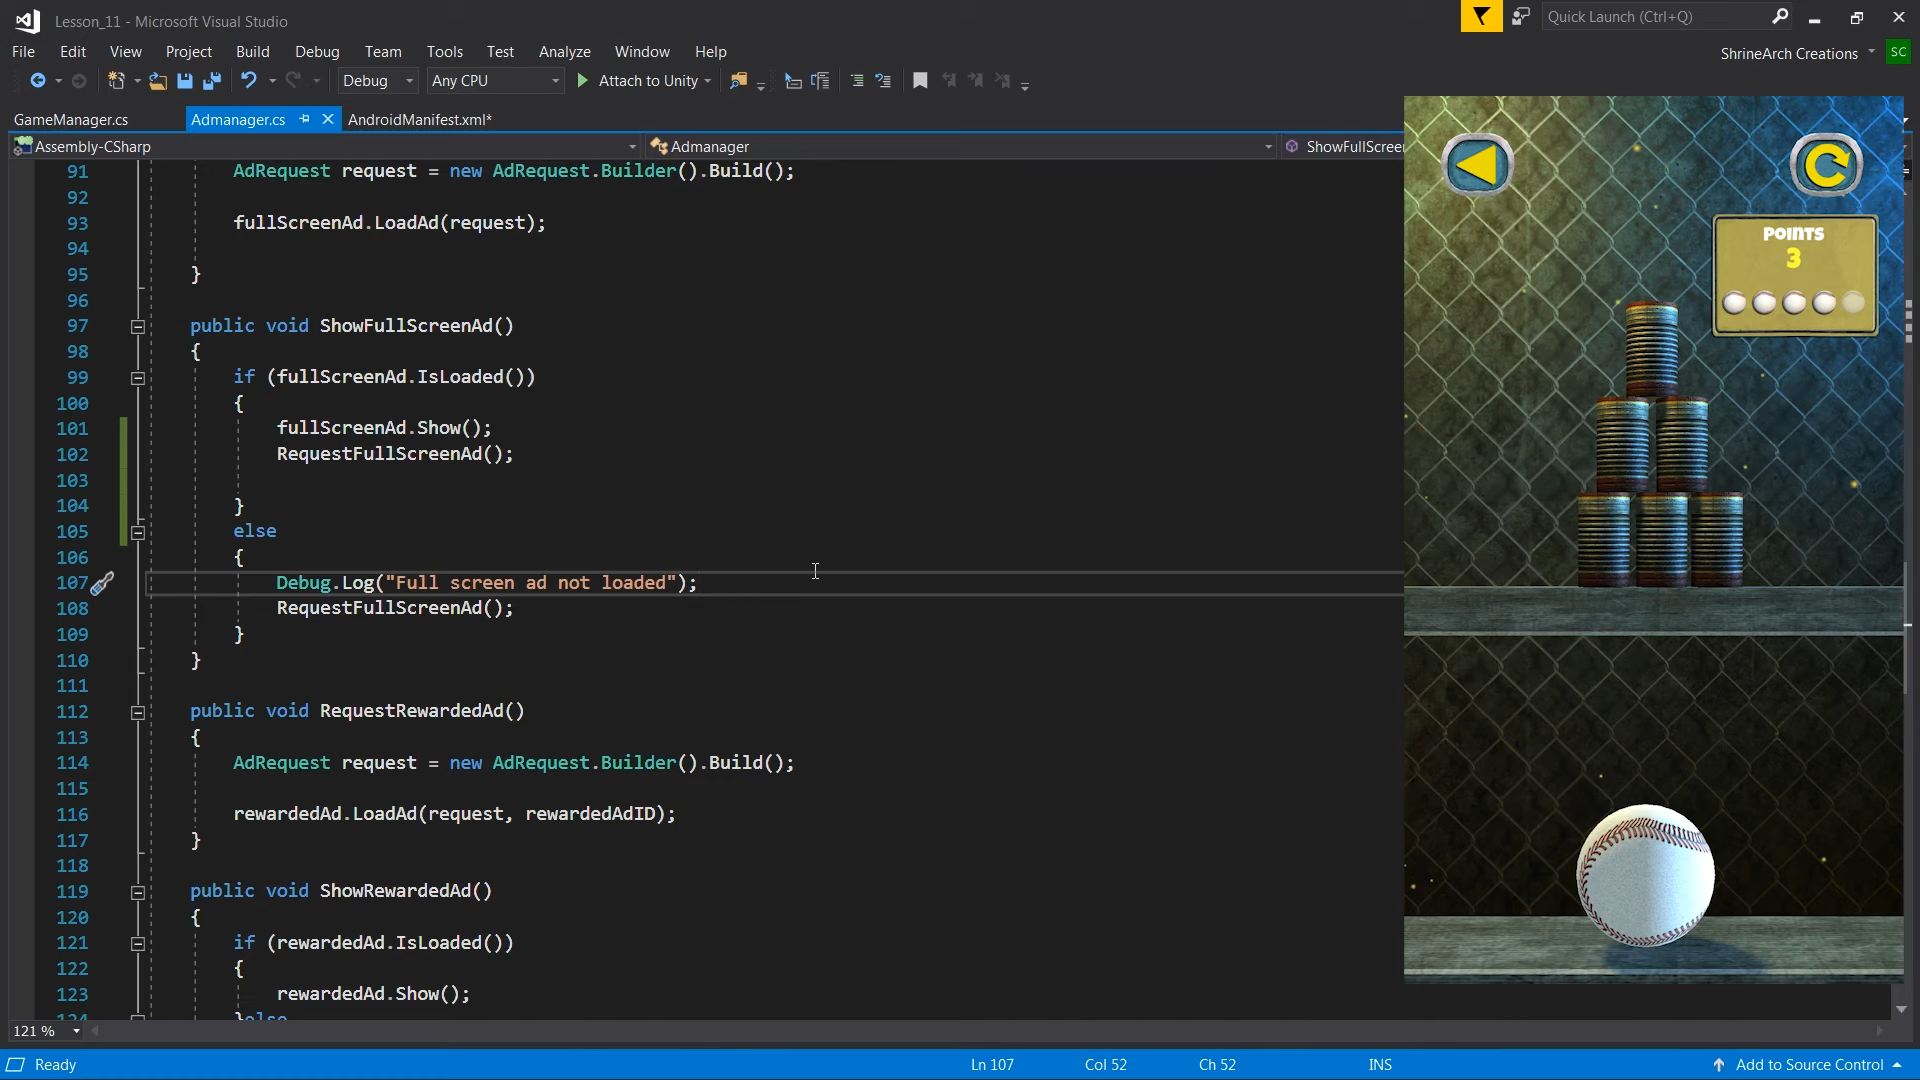 Lesson_11 - Microsoft Visual Studio
Quick Launch (Ctrl+Q)
File Edit View Project Build Debug Team Tools Test Analyze Window Help
ShrineArch Creations SC
Debug Any CPU Attach to Unity
GameManager.cs Admanager.cs AndroidManifest.xml*
Assembly-CSharp Admanager ShowFullScreen
91 AdRequest request = new AdRequest.Builder().Build();
92
93 fullScreenAd.LoadAd(request);
94
95 }
96
97 public void ShowFullScreenAd()
98 {
99 if (fullScreenAd.IsLoaded())
100 {
101 fullScreenAd.Show();
102 RequestFullScreenAd();
103
104 }
105 else
106 {
107 Debug.Log("Full screen ad not loaded");
108 RequestFullScreenAd();
109 }
110 }
111
112 public void RequestRewardedAd()
113 {
114 AdRequest request = new AdRequest.Builder().Build();
115
116 rewardedAd.LoadAd(request, rewardedAdID);
117 }
118
119 public void ShowRewardedAd()
120 {
121 if (rewardedAd.IsLoaded())
122 {
123 rewardedAd.Show();
124 }else
POINTS
3
121 %
Ready Ln 107 Col 52 Ch 52 INS Add to Source Control